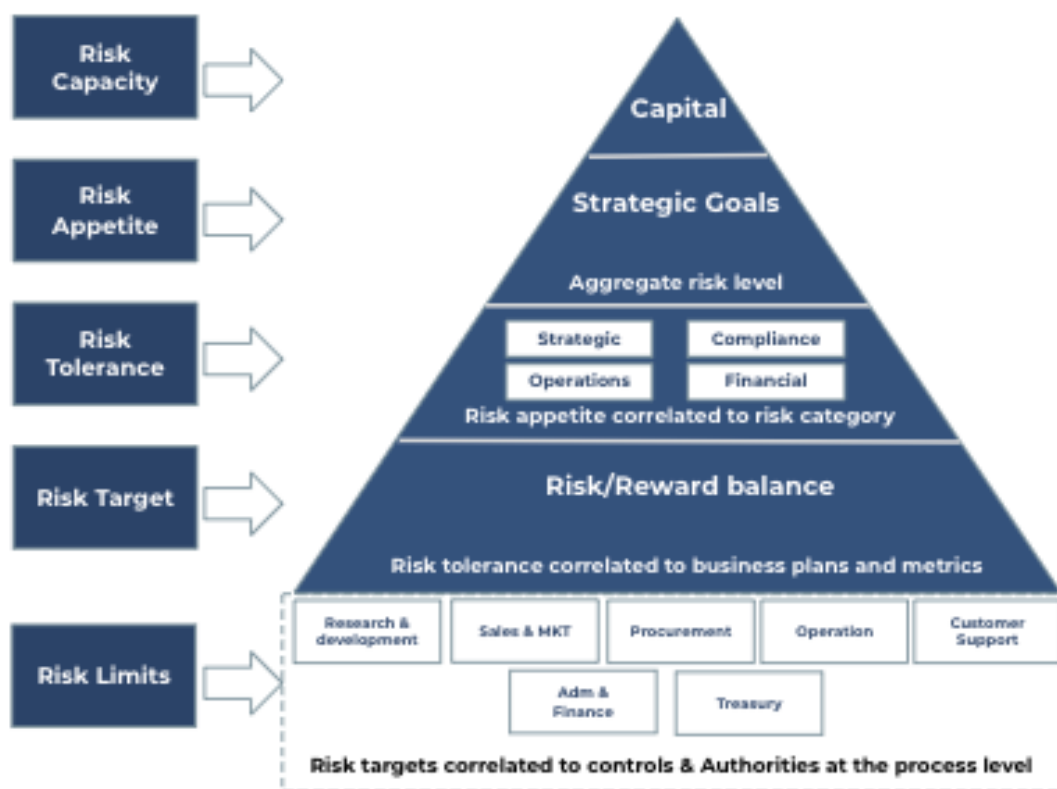 Risk
Capacity
Capital
Risk
Appetite
Strategic Goals
Aggregate risk level
Risk
Tolerance
Strategic
Compliance
Operations
Financial
Risk appetite correlated to risk category
Risk Target
Risk/Reward balance
Risk tolerance correlated to business plans and metrics
Risk Limits
Research &
development
Sales & MKT
Procurement
Operation
Customer
Support
Adm &
Finance
Treasury
Risk targets correlated to controls & Authorities at the process level